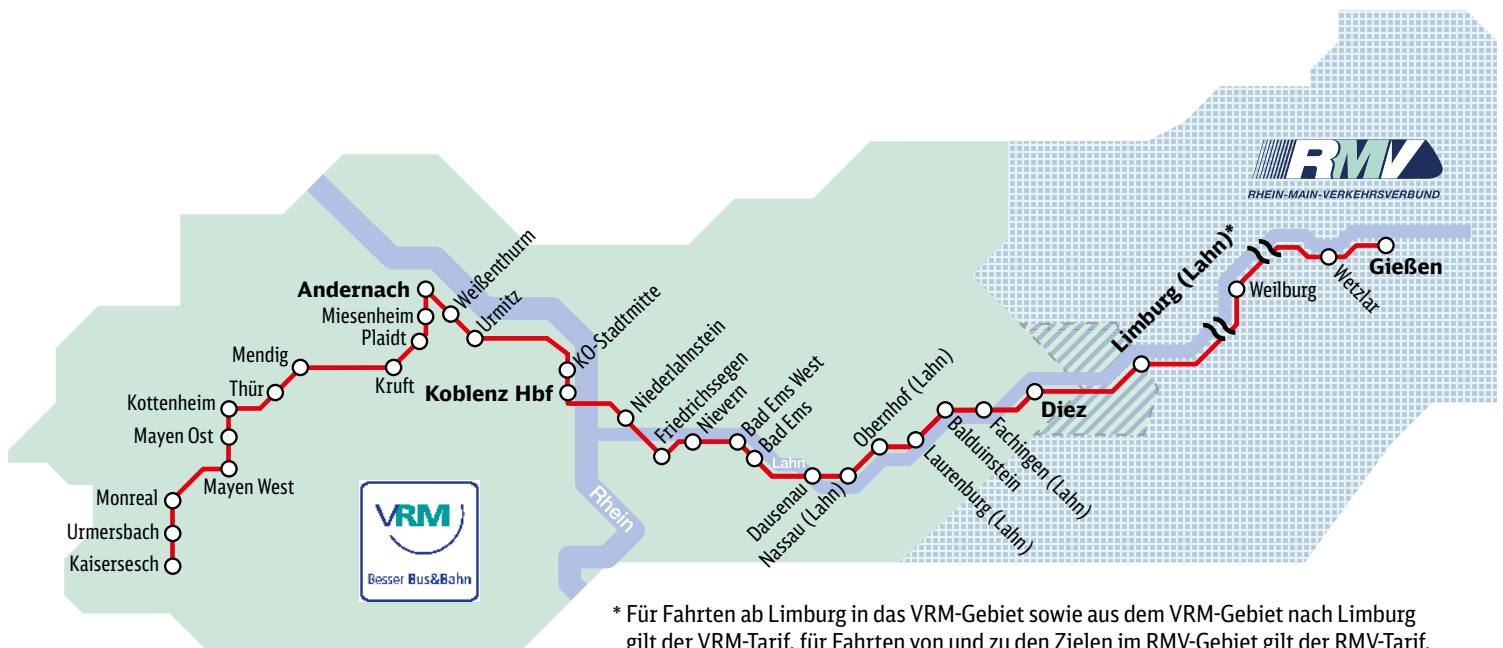 RMV
RHEIN-MAIN-VERKEHRSVERBUND
Gießen
Wetzlar
Weilburg
Limburg (Lahn)*
Diez
Fachingen (Lahn)
Balduinstein
Laurenburg (Lahn)
Obernhof (Lahn)
Nassau (Lahn)
Dausenau
Lahn
Bad Ems
Bad Ems West
Nievern
Friedrichssegen
Niederlahnstein
Rhein
Koblenz Hbf
KO-Stadtmitte
Urmitz
Weißenthurm
Andernach
Miesenheim
Plaidt
Kruft
Mendig
Thür
Kottenheim
Mayen Ost
Mayen West
Monreal
Urmersbach
Kaisersesch
VRM
Besser Bus&Bahn
* Für Fahrten ab Limburg in das VRM-Gebiet sowie aus dem VRM-Gebiet nach Limburg
gilt der VRM-Tarif, für Fahrten von und zu den Zielen im RMV-Gebiet gilt der RMV-Tarif.